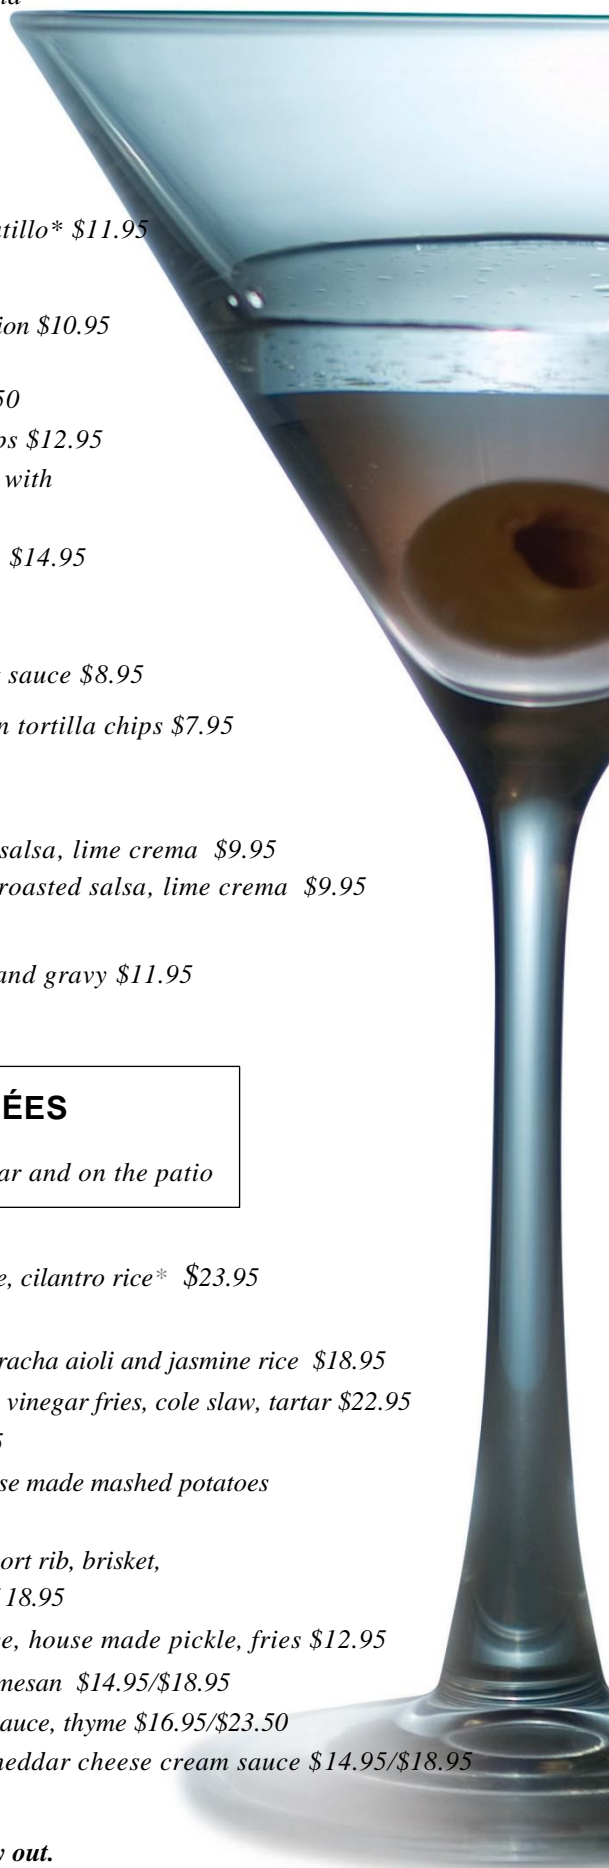 tillo* $11.95
ion $10.95
50
ps $12.95
with
$14.95
sauce $8.95
n tortilla chips $7.95
salsa, lime crema $9.95
roasted salsa, lime crema $9.95
and gravy $11.95
ÉES
ar and on the patio
e, cilantro rice* $23.95
racha aioli and jasmine rice $18.95
vinegar fries, cole slaw, tartar $22.95
5
se made mashed potatoes
ort rib, brisket,
18.95
e, house made pickle, fries $12.95
mesan $14.95/$18.95
auce, thyme $16.95/$23.50
heddar cheese cream sauce $14.95/$18.95
y out.